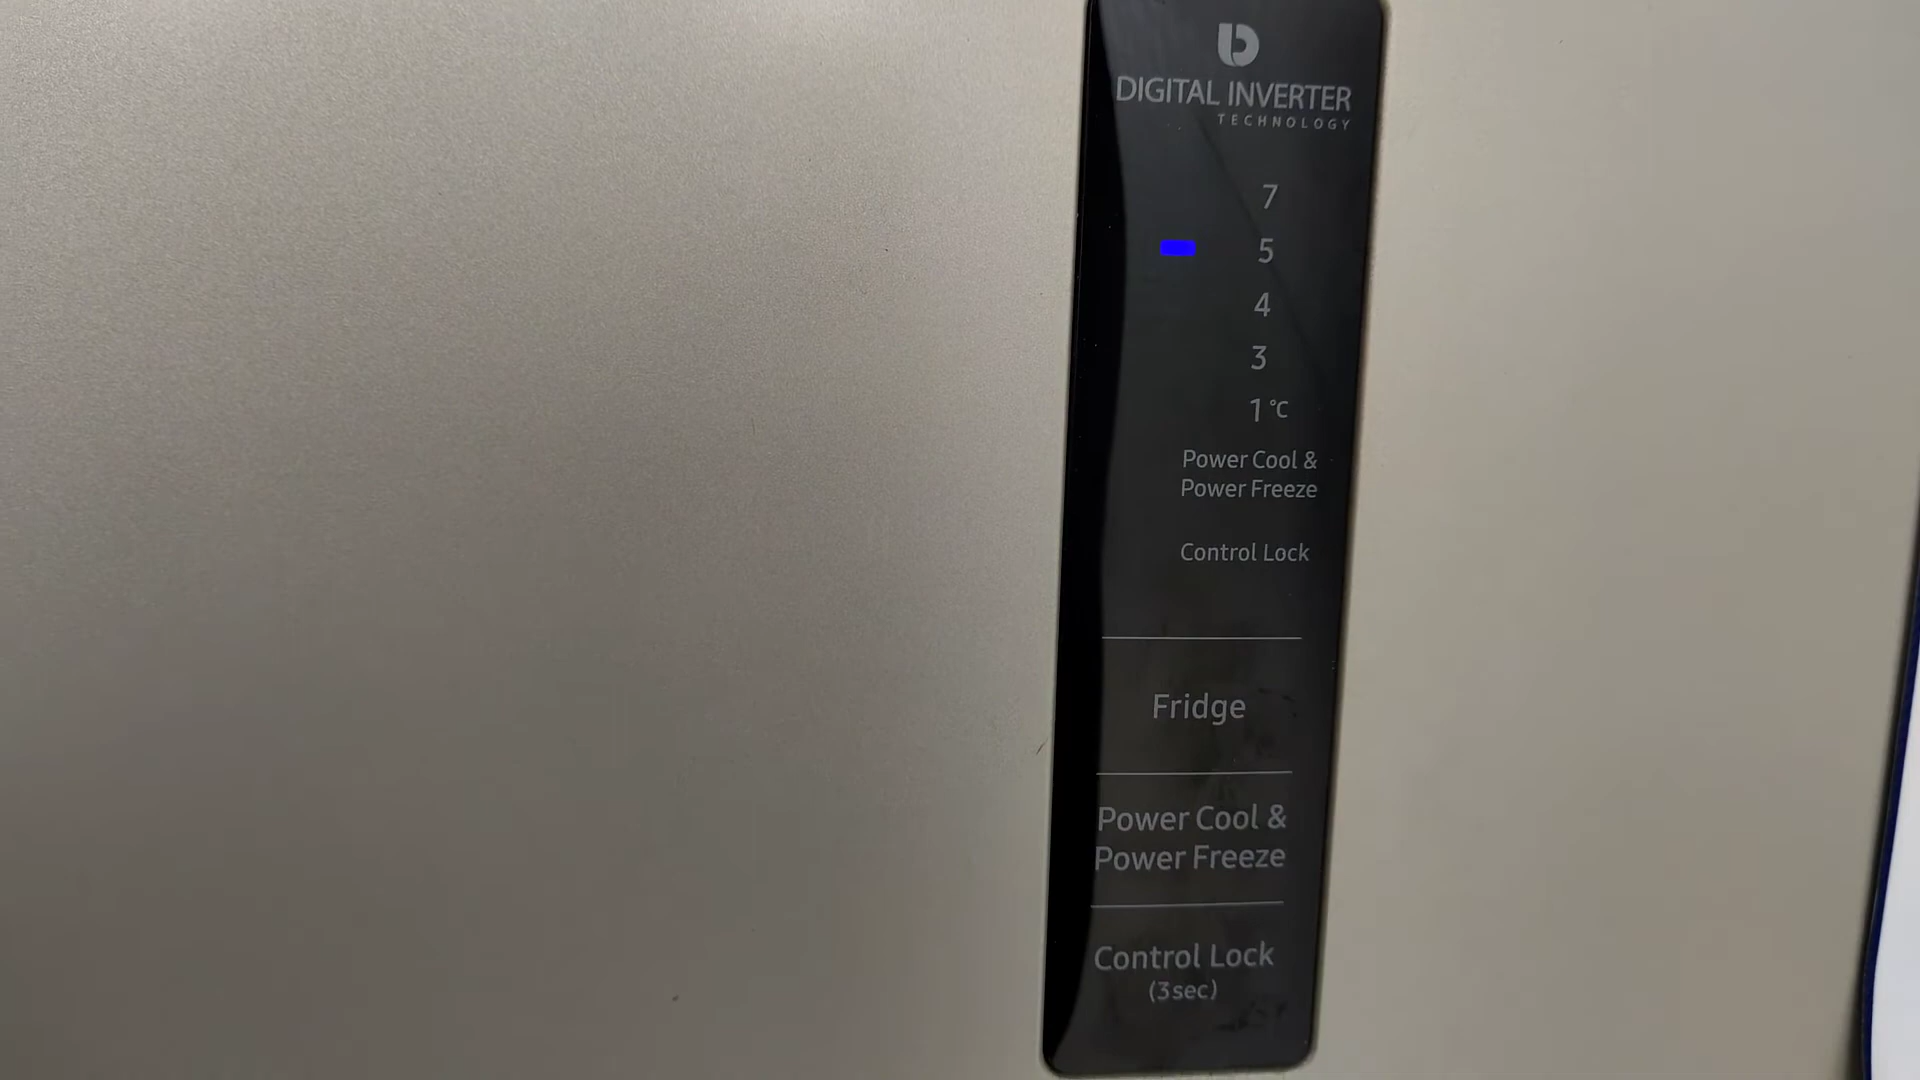 DIGITAL INVERTER
TECHNOLOGY
7
5
4
3
1 °C
Power Cool &
Power Freeze
Control Lock
Fridge
Power Cool &
Power Freeze
Control Lock
(3sec)